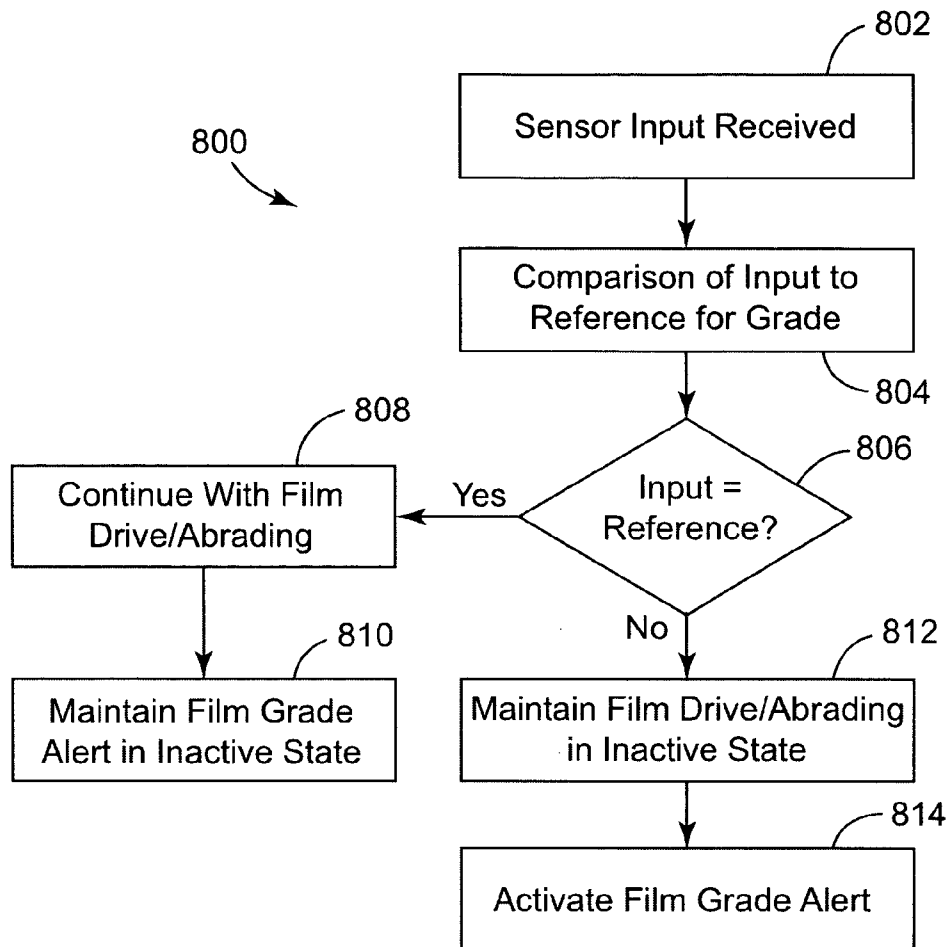 802
Sensor Input Received
800
Comparison of Input to
Reference for Grade
804
808
806
Continue With Film
Drive/Abrading
Yes
Input =
Reference?
No
810
812
Maintain Film Grade
Alert in Inactive State
Maintain Film Drive/Abrading
in Inactive State
814
Activate Film Grade Alert